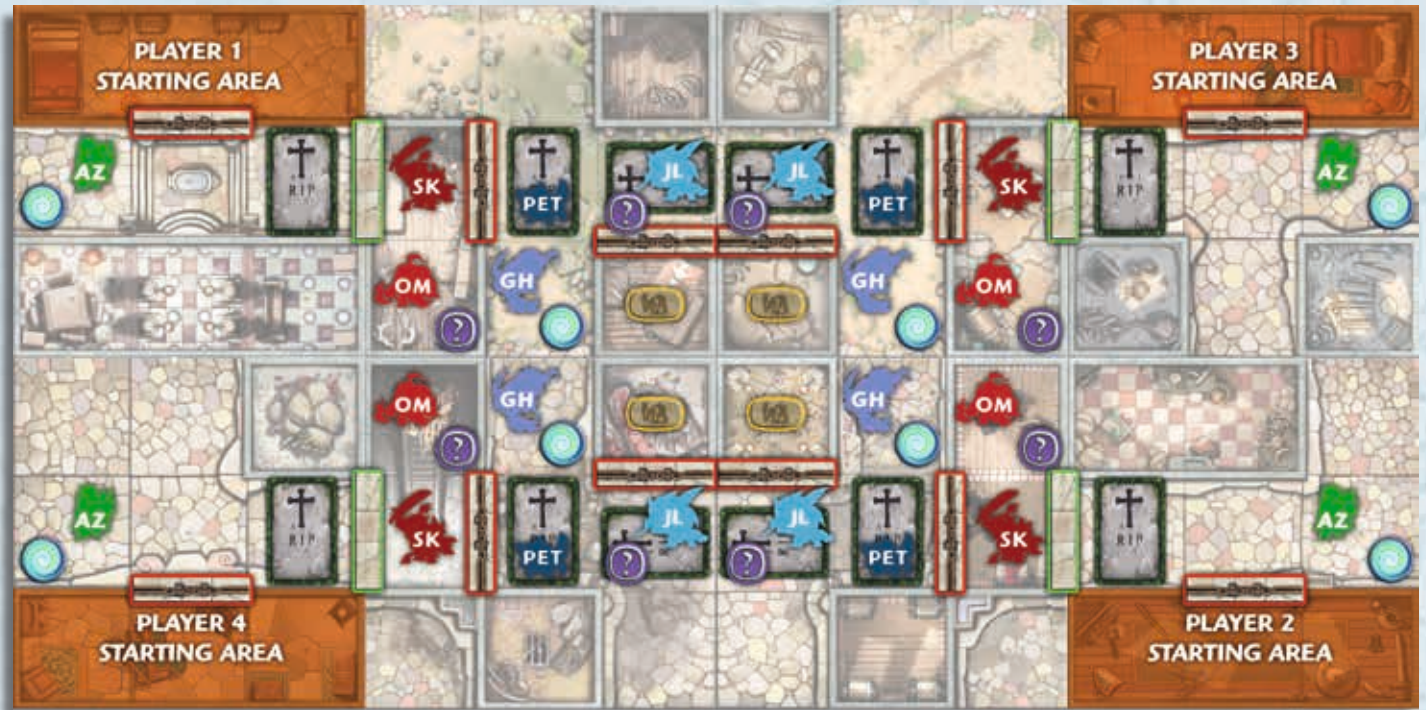 PLAYER 1
STARTING AREA
PLAYER 3
STARTING AREA
AZ
RIP
SK
PET
JL
?
JL
?
PET
SK
RIP
AZ
OM
?
GH
GH
OM
?
OM
?
GH
GH
OM
?
AZ
RIP
SK
PET
JL
?
JL
?
PET
SK
RIP
AZ
PLAYER 4
STARTING AREA
PLAYER 2
STARTING AREA